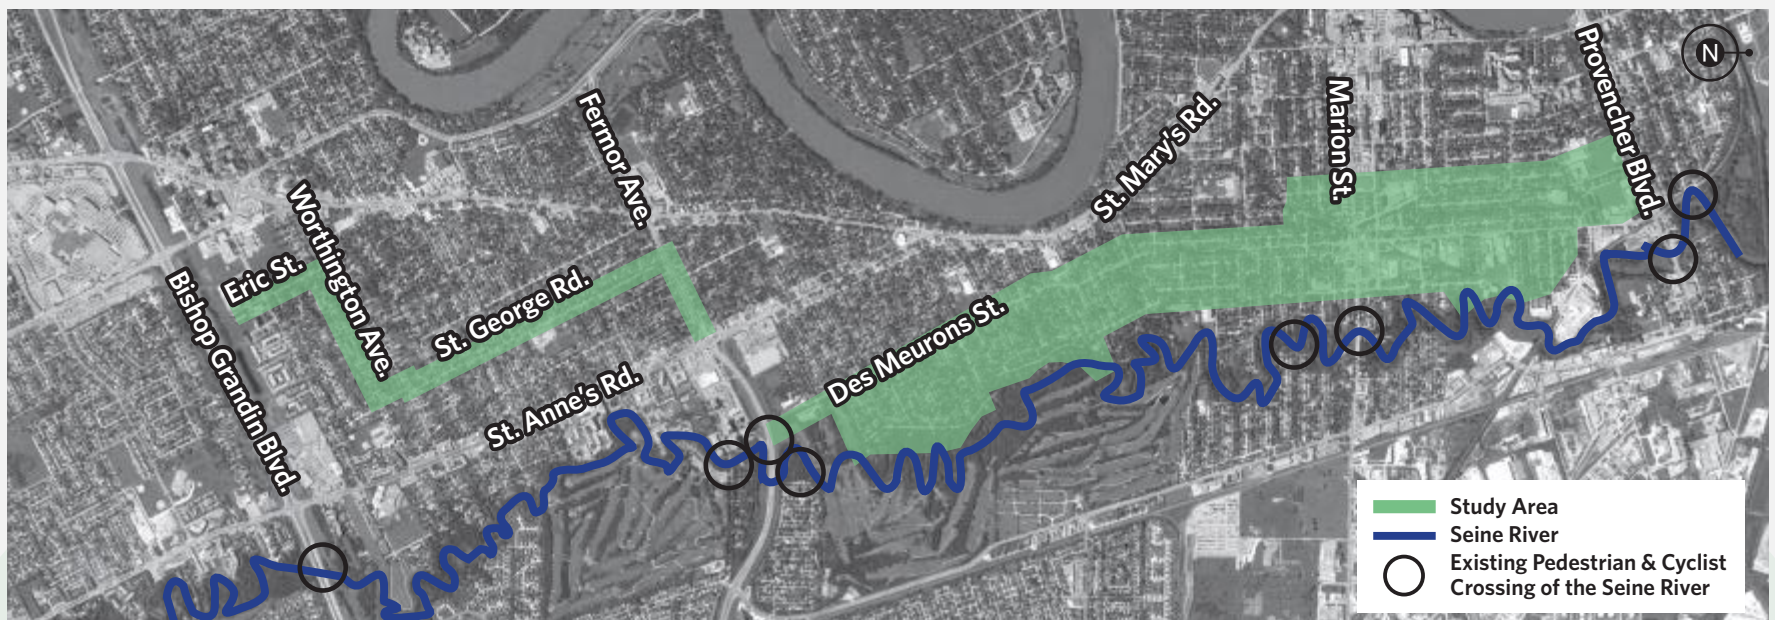 Provencher Blvd.
N
Marion St.
St. Mary's Rd.
Fermor Ave.
Worthington Ave.
Eric St.
St. George Rd.
Bishop Grandin Blvd.
Des Meurons St.
St. Anne's Rd.
Study Area
Seine River
Existing Pedestrian & Cyclist
Crossing of the Seine River